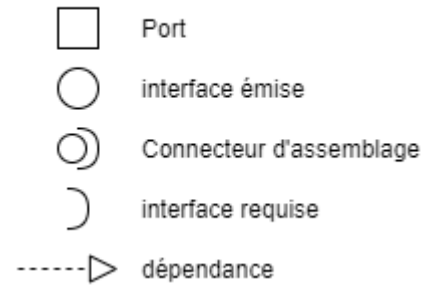 Port
interface émise
Connecteur d'assemblage
interface requise
dépendance